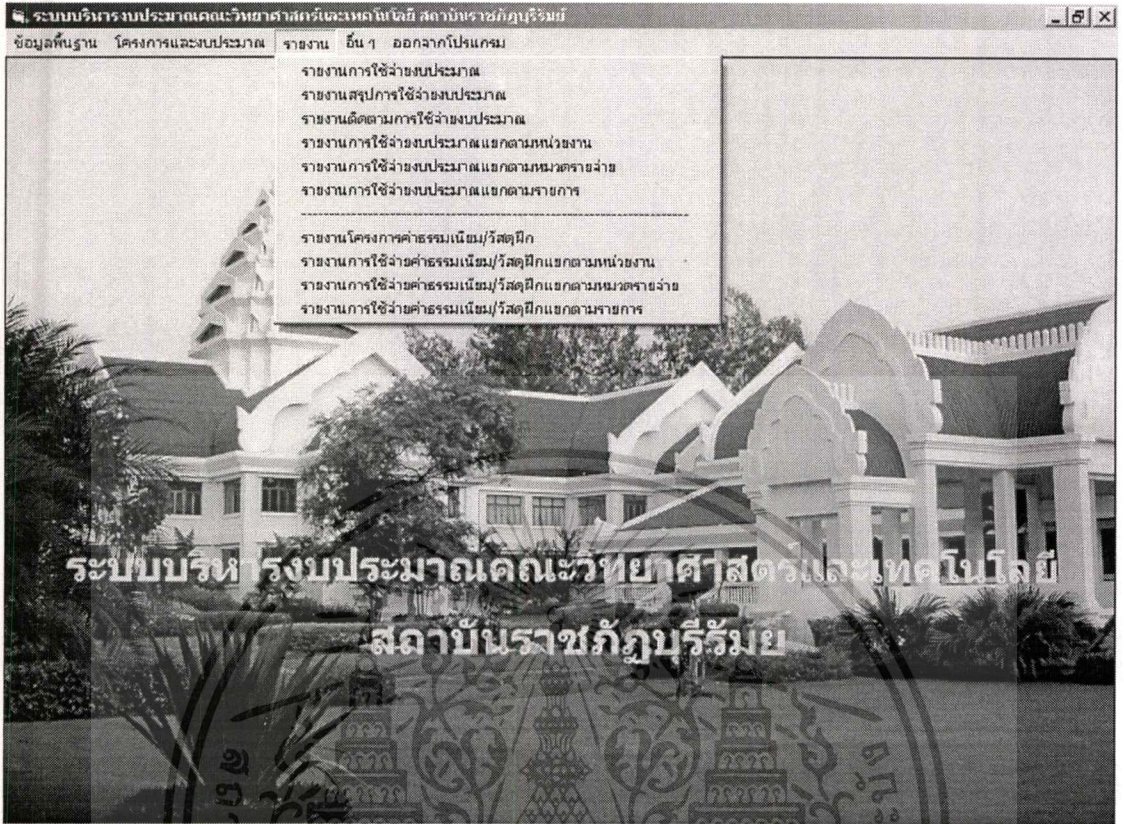 ระบบบริหารงบประมาณคณะวิทยาศาสตร์และเทคโนโลยี สถาบันราชภัฏบุรีรัมย์
ข้อมูลพื้นฐาน โครงการและงบประมาณ รายงาน อื่น ๆ ออกจากโปรแกรม
รายงานการใช้จ่ายงบประมาณ
รายงานสรุปการใช้จ่ายงบประมาณ
รายงานติดตามการใช้จ่ายงบประมาณ
รายงานการใช้จ่ายงบประมาณแยกตามหน่วยงาน
รายงานการใช้จ่ายงบประมาณแยกตามหมวดรายจ่าย
รายงานการใช้จ่ายงบประมาณแยกตามรายการ
รายงานโครงการค่าธรรมเนียม/วัสดุฝึก
รายงานการใช้จ่ายค่าธรรมเนียม/วัสดุฝึกแยกตามหน่วยงาน
รายงานการใช้จ่ายค่าธรรมเนียม/วัสดุฝึกแยกตามหมวดรายจ่าย
รายงานการใช้จ่ายค่าธรรมเนียม/วัสดุฝึกแยกตามรายการ
ระบบบริหารงบประมาณคณะวิทยาศาสตร์และเทคโนโลยี
สถาบันราชภัฏบุรีรัมย์